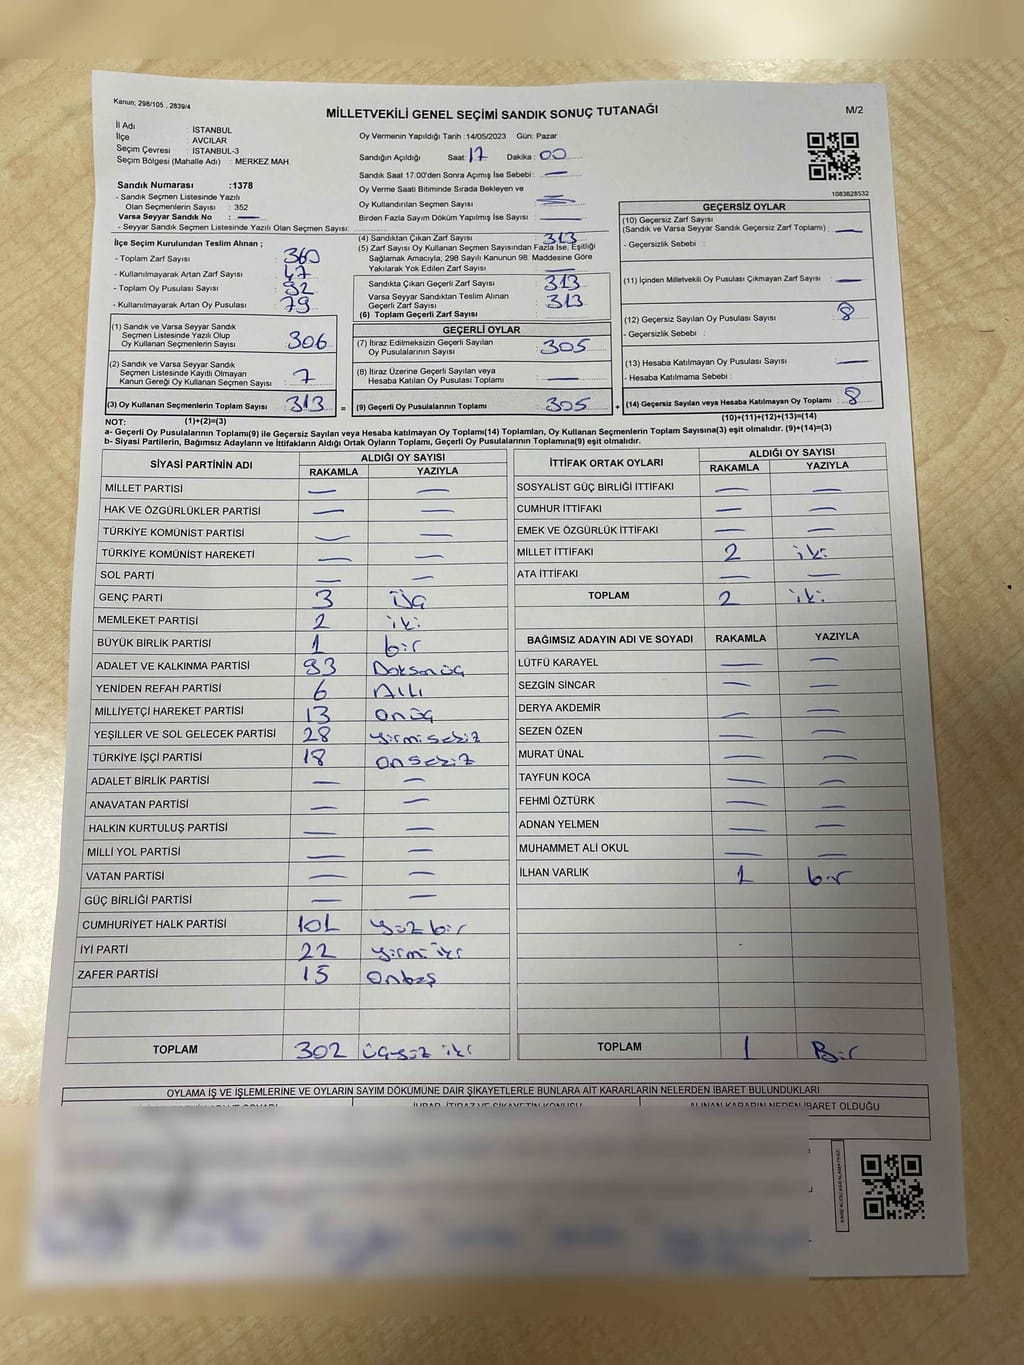 Kanun; 298/105 , 2839/4
MİLLETVEKİLİ GENEL SEÇİMİ SANDIK SONUÇ TUTANAĞI
M/2
İl Adı : İSTANBUL
İlçe : AVCILAR
Seçim Çevresi : İSTANBUL-3
Seçim Bölgesi (Mahalle Adı) : MERKEZ MAH.
Sandık Numarası :1378
- Sandık Seçmen Listesinde Yazılı
Olan Seçmenlerin Sayısı : 352
Varsa Seyyar Sandık No : —
- Seyyar Sandık Seçmen Listesinde Yazılı Olan Seçmen Sayısı:
İlçe Seçim Kurulundan Teslim Alınan ;
- Toplam Zarf Sayısı : 360
- Kullanılmayarak Artan Zarf Sayısı : 47
- Toplam Oy Pusulası Sayısı :
- Kullanılmayarak Artan Oy Pusulası : 79
(1) Sandık ve Varsa Seyyar Sandık
Seçmen Listesinde Yazılı Olup
Oy Kullanan Seçmenlerin Sayısı : 306
(2) Sandık ve Varsa Seyyar Sandık
Seçmen Listesinde Kayıtlı Olmayan
Kanun Gereği Oy Kullanan Seçmen Sayısı : 7
(3) Oy Kullanan Seçmenlerin Toplam Sayısı : 313 =
Oy Vermenin Yapıldığı Tarih :14/05/2023 Gün: Pazar
Sandığın Açıldığı Saat: 17 Dakika : 00
Sandık Saat 17:00'den Sonra Açımış İse Sebebi : —
Oy Verme Saati Bitiminde Sırada Bekleyen ve
Oy Kullandırılan Seçmen Sayısı : —
Birden Fazla Sayım Döküm Yapılmış İse Sayısı : —
(4) Sandıktan Çıkan Zarf Sayısı : 313
(5) Zarf Sayısı Oy Kullanan Seçmen Sayısından Fazla İse, Eşitliği
Sağlamak Amacıyla; 298 Sayılı Kanunun 98. Maddesine Göre
Yakılarak Yok Edilen Zarf Sayısı : —
Sandıkta Çıkan Geçerli Zarf Sayısı : 313
Varsa Seyyar Sandıktan Teslim Alınan
Geçerli Zarf Sayısı : 313
(6) Toplam Geçerli Zarf Sayısı :
GEÇERLİ OYLAR
(7) İtiraz Edilmeksizin Geçerli Sayılan
Oy Pusulalarının Sayısı : 305
(8) İtiraz Üzerine Geçerli Sayılan veya
Hesaba Katılan Oy Pusulası Toplamı : —
(9) Geçerli Oy Pusulalarının Toplamı : 305 +
1083828532
GEÇERSİZ OYLAR
(10) Geçersiz Zarf Sayısı
(Sandık ve Varsa Seyyar Sandık Geçersiz Zarf Toplamı) : —
- Geçersizlik Sebebi :
(11) İçinden Milletvekili Oy Pusulası Çıkmayan Zarf Sayısı : —
(12) Geçersiz Sayılan Oy Pusulası Sayısı : 8
- Geçersizlik Sebebi :
(13) Hesaba Katılmayan Oy Pusulası Sayısı : —
- Hesaba Katılmama Sebebi :
(14) Geçersiz Sayılan veya Hesaba Katılmayan Oy Toplamı : 8
NOT: (1)+(2)=(3) (10)+(11)+(12)+(13)=(14)
a- Geçerli Oy Pusulalarının Toplamı(9) ile Geçersiz Sayılan veya Hesaba katılmayan Oy Toplamı(14) Toplamları, Oy Kullanan Seçmenlerin Toplam Sayısına(3) eşit olmalıdır. (9)+(14)=(3)
b- Siyasi Partilerin, Bağımsız Adayların ve İttifakların Aldığı Ortak Oyların Toplamı, Geçerli Oy Pusulalarının Toplamına(9) eşit olmalıdır.
SİYASİ PARTİNİN ADI ALDIĞI OY SAYISI
RAKAMLA YAZIYLA
MİLLET PARTİSİ — —
HAK VE ÖZGÜRLÜKLER PARTİSİ — —
TÜRKİYE KOMÜNİST PARTİSİ — —
TÜRKİYE KOMÜNİST HAREKETİ — —
SOL PARTİ — —
GENÇ PARTİ 3 üç
MEMLEKET PARTİSİ 2 iki
BÜYÜK BİRLİK PARTİSİ 1 bir
ADALET VE KALKINMA PARTİSİ 93 Doksanüç
YENİDEN REFAH PARTİSİ 6 Altı
MİLLİYETÇİ HAREKET PARTİSİ 13 onüç
YEŞİLLER VE SOL GELECEK PARTİSİ 28 yirmisekiz
TÜRKİYE İŞÇİ PARTİSİ 18 onsekiz
ADALET BİRLİK PARTİSİ — —
ANAVATAN PARTİSİ — —
HALKIN KURTULUŞ PARTİSİ — —
MİLLİ YOL PARTİSİ — —
VATAN PARTİSİ — —
GÜÇ BİRLİĞİ PARTİSİ — —
CUMHURİYET HALK PARTİSİ 101 yüz bir
İYİ PARTİ 22 yirmi iki
ZAFER PARTİSİ 15 onbeş
TOPLAM 302 üçyüz iki
İTTİFAK ORTAK OYLARI ALDIĞI OY SAYISI
RAKAMLA YAZIYLA
SOSYALİST GÜÇ BİRLİĞİ İTTİFAKI — —
CUMHUR İTTİFAKI — —
EMEK VE ÖZGÜRLÜK İTTİFAKI — —
MİLLET İTTİFAKI 2 iki
ATA İTTİFAKI — —
TOPLAM 2 iki
BAĞIMSIZ ADAYIN ADI VE SOYADI RAKAMLA YAZIYLA
LÜTFÜ KARAYEL — —
SEZGİN SİNCAR — —
DERYA AKDEMİR — —
SEZEN ÖZEN — —
MURAT ÜNAL — —
TAYFUN KOCA — —
FEHMİ ÖZTÜRK — —
ADNAN YELMEN — —
MUHAMMET ALİ OKUL — —
İLHAN VARLIK 1 bir
TOPLAM 1 Bir
OYLAMA İŞ VE İŞLEMLERİNE VE OYLARIN SAYIM DÖKÜMÜNE DAİR ŞİKAYETLERLE BUNLARA AİT KARARLARIN NELERDEN İBARET BULUNDUKLARI
İHBAR, İTİRAZ VE ŞİKAYETİN KONUSU ALINAN KARARIN NEDEN İBARET OLDUĞU